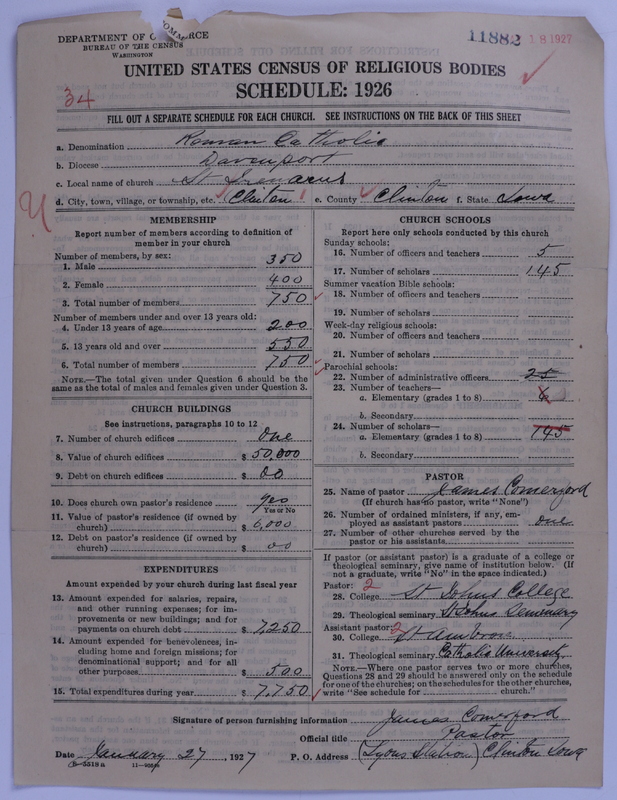 DEPARTMENT OF COMMERCE
BUREAU OF THE CENSUS
WASHINGTON
11882 18 1927
UNITED STATES CENSUS OF RELIGIOUS BODIES
34
SCHEDULE: 1926
FILL OUT A SEPARATE SCHEDULE FOR EACH CHURCH. SEE INSTRUCTIONS ON THE BACK OF THIS SHEET
a. Denomination Roman Catholic
b. Diocese Davenport
c. Local name of church St Irenaeus
d. City, town, village, or township, etc. Clinton e. County Clinton f. State Iowa
MEMBERSHIP
Report number of members according to definition of member in your church
Number of members, by sex:
1. Male 350
2. Female 400
3. Total number of members 750
Number of members under and over 13 years old:
4. Under 13 years of age 200
5. 13 years old and over 550
6. Total number of members 750
NOTE.—The total given under Question 6 should be the
same as the total of males and females given under Question 3.
CHURCH BUILDINGS
See instructions, paragraphs 10 to 12
7. Number of church edifices One
8. Value of church edifices $ 50,000
9. Debt on church edifices $ 00
10. Does church own pastor's residence yes
Yes or No
11. Value of pastor's residence (if owned by
church) $ 6,000
12. Debt on pastor's residence (if owned by
church) $ 00
EXPENDITURES
Amount expended by your church during last fiscal year
13. Amount expended for salaries, repairs,
and other running expenses; for im-
provements or new buildings; and for
payments on church debt $ 7,250
14. Amount expended for benevolences, in-
cluding home and foreign missions; for
denominational support; and for all
other purposes $ 500
15. Total expenditures during year $ 7,750
CHURCH SCHOOLS
Report here only schools conducted by this church
Sunday schools:
16. Number of officers and teachers 5
17. Number of scholars 145
Summer vacation Bible schools:
18. Number of officers and teachers
19. Number of scholars
Week-day religious schools:
20. Number of officers and teachers
21. Number of scholars
Parochial schools:
22. Number of administrative officers 25
23. Number of teachers—
a. Elementary (grades 1 to 8) 6
b. Secondary
24. Number of scholars—
a. Elementary (grades 1 to 8) 145
b. Secondary
PASTOR
25. Name of pastor James Comerford
(If church has no pastor, write "None")
26. Number of ordained ministers, if any, em-
ployed as assistant pastors one
27. Number of other churches served by the
pastor or his assistants
If pastor (or assistant pastor) is a graduate of a college or
theological seminary, give name of institution below. (If
not a graduate, write "No" in the space indicated.)
Pastor: 2
28. College St Johns College
29. Theological seminary St Johns Seminary
Assistant pastor: 2
30. College St Ambrose
31. Theological seminary Catholic University
NOTE.—Where one pastor serves two or more churches,
Questions 28 and 29 should be answered only on the schedule
for one of the churches; on the schedules for the other churches,
write "See schedule for church."
Signature of person furnishing information James Comerford
Official title Pastor
Date January 27, 1927 P. O. Address (Lyons Station) Clinton Iowa